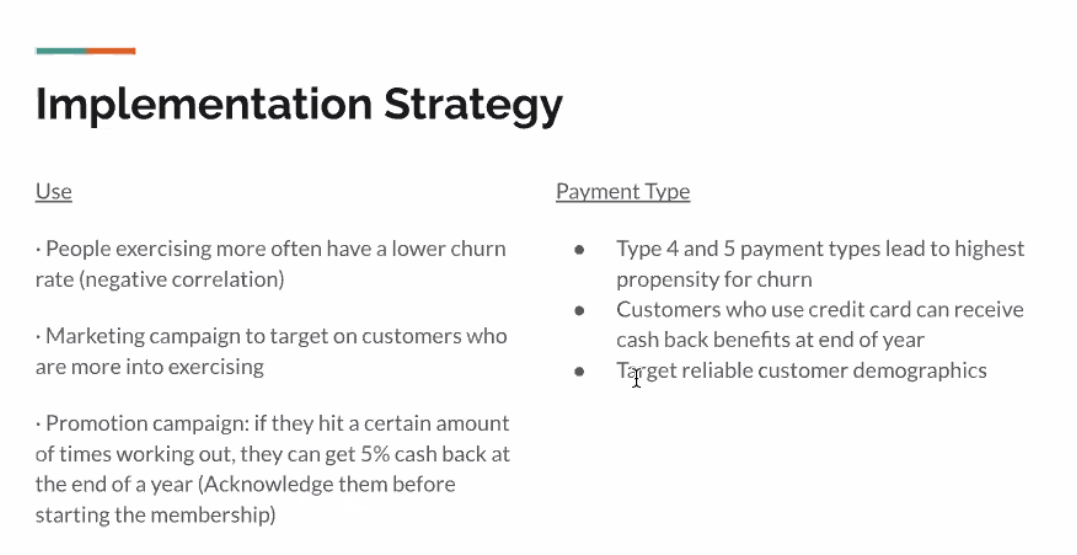 Implementation Strategy
Use
· People exercising more often have a lower churn
rate (negative correlation)
· Marketing campaign to target on customers who
are more into exercising
· Promotion campaign: if they hit a certain amount
of times working out, they can get 5% cash back at
the end of a year (Acknowledge them before
starting the membership)
Payment Type
● Type 4 and 5 payment types lead to highest
propensity for churn
● Customers who use credit card can receive
cash back benefits at end of year
● Target reliable customer demographics